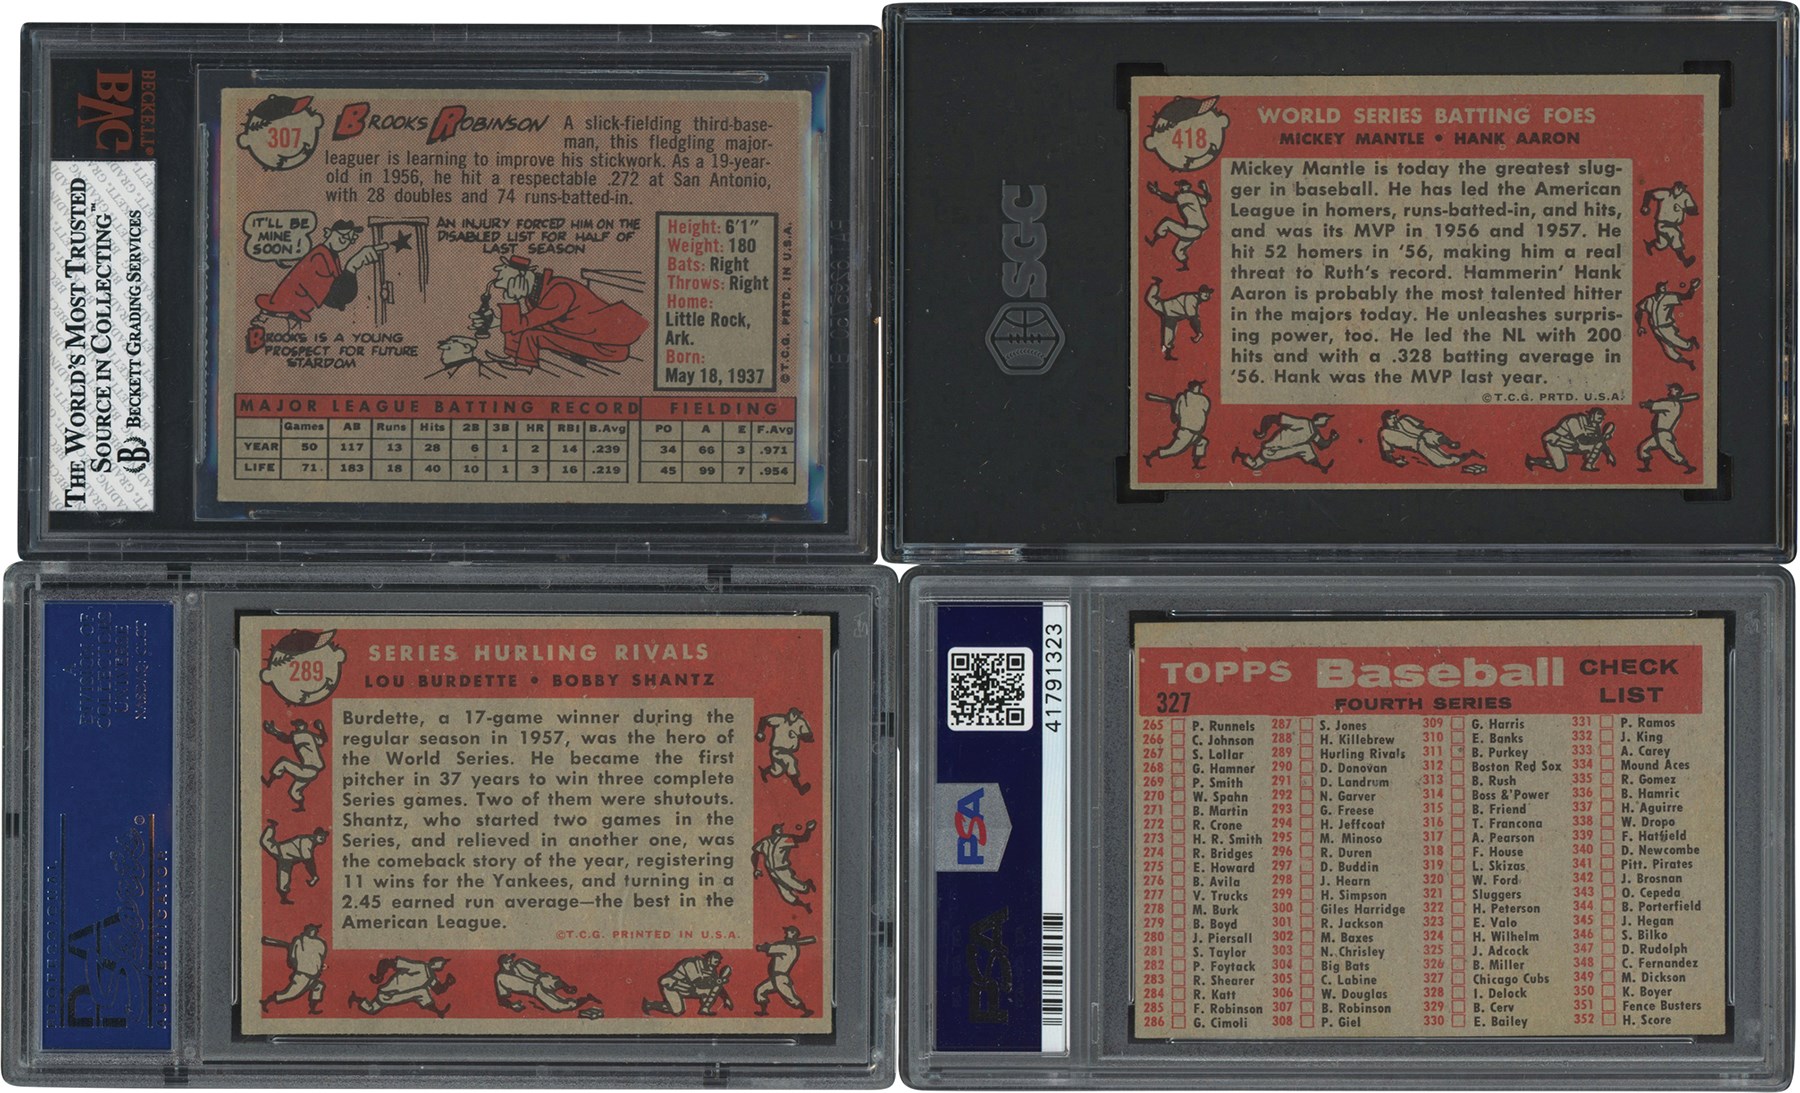 BECKETT
BVG
THE WORLD'S MOST TRUSTED
SOURCE IN COLLECTING™
BECKETT GRADING SERVICES
307
BROOKS ROBINSON
A slick-fielding third-base-
man, this fledgling major-
leaguer is learning to improve his stickwork. As a 19-year-
old in 1956, he hit a respectable .272 at San Antonio,
with 28 doubles and 74 runs-batted-in.
IT'LL BE
MINE
SOON!
BROOKS IS A YOUNG
PROSPECT FOR FUTURE
STARDOM
AN INJURY FORCED HIM ON THE
DISABLED LIST FOR HALF OF
LAST SEASON
Height: 6'1"
Weight: 180
Bats: Right
Throws: Right
Home:
Little Rock,
Ark.
Born:
May 18, 1937
© T.C.G. PRTD. IN U.S.A.
MAJOR LEAGUE BATTING RECORD FIELDING
Games AB Runs Hits 2B 3B HR RBI B.Avg PO A E F.Avg
YEAR 50 117 13 28 6 1 2 14 .239 34 66 3 .971
LIFE 71 183 18 40 10 1 3 16 .219 45 99 7 .954
SGC
418
WORLD SERIES BATTING FOES
MICKEY MANTLE • HANK AARON
Mickey Mantle is today the greatest slug-
ger in baseball. He has led the American
League in homers, runs-batted-in, and hits,
and was its MVP in 1956 and 1957. He
hit 52 homers in '56, making him a real
threat to Ruth's record. Hammerin' Hank
Aaron is probably the most talented hitter
in the majors today. He unleashes surpris-
ing power, too. He led the NL with 200
hits and with a .328 batting average in
'56. Hank was the MVP last year.
©T.C.G. PRTD. U.S.A.
A
DIVISION OF
COLLECTORS
UNIVERSE
NASDAQ: CLCT
PSA
289
SERIES HURLING RIVALS
LOU BURDETTE • BOBBY SHANTZ
Burdette, a 17-game winner during the
regular season in 1957, was the hero of
the World Series. He became the first
pitcher in 37 years to win three complete
Series games. Two of them were shutouts.
Shantz, who started two games in the
Series, and relieved in another one, was
the comeback story of the year, registering
11 wins for the Yankees, and turning in a
2.45 earned run average—the best in the
American League.
©T.C.G. PRINTED IN U.S.A.
41791323
PSA
PSA
TOPPS Baseball CHECK
LIST
327
FOURTH SERIES
265 P. Runnels
266 C. Johnson
267 S. Lollar
268 G. Hamner
269 P. Smith
270 W. Spahn
271 B. Martin
272 R. Crone
273 H. R. Smith
274 R. Bridges
275 E. Howard
276 B. Avila
277 V. Trucks
278 M. Burk
279 B. Boyd
280 J. Piersall
281 S. Taylor
282 P. Foytack
283 R. Shearer
284 R. Katt
285 F. Robinson
286 G. Cimoli
287 S. Jones
288 H. Killebrew
289 Hurling Rivals
290 D. Donovan
291 D. Landrum
292 N. Garver
293 G. Freese
294 H. Jeffcoat
295 M. Minoso
296 R. Duren
297 D. Buddin
298 J. Hearn
299 H. Simpson
300 Giles Harridge
301 R. Jackson
302 M. Baxes
303 N. Chrisley
304 Big Bats
305 C. Labine
306 W. Douglas
307 B. Robinson
308 P. Giel
309 G. Harris
310 E. Banks
311 B. Purkey
312 Boston Red Sox
313 B. Rush
314 Boss & Power
315 B. Friend
316 T. Francona
317 A. Pearson
318 F. House
319 L. Skizas
320 W. Ford
321 Sluggers
322 H. Peterson
323 E. Valo
324 H. Wilhelm
325 J. Adcock
326 B. Miller
327 Chicago Cubs
328 I. Delock
329 B. Cerv
330 E. Bailey
331 P. Ramos
332 J. King
333 A. Carey
334 Mound Aces
335 R. Gomez
336 B. Hamric
337 H. Aguirre
338 W. Dropo
339 F. Hatfield
340 D. Newcombe
341 Pitt. Pirates
342 J. Brosnan
343 O. Cepeda
344 B. Porterfield
345 J. Hegan
346 S. Bilko
347 D. Rudolph
348 C. Fernandez
349 M. Dickson
350 K. Boyer
351 Fence Busters
352 H. Score